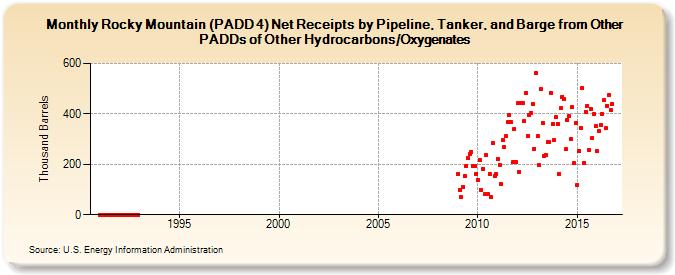 Monthly Rocky Mountain (PADD 4) Net Receipts by Pipeline, Tanker, and Barge from Other
PADDs of Other Hydrocarbons/Oxygenates
Thousand Barrels
600
400
200
0
1995
2000
2005
2010
2015
Source: U.S. Energy Information Administration